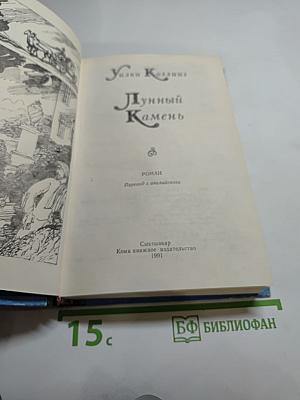 Уилки Коллинз
Лунный
Камень
РОМАН
Перевод с английского
Сыктывкар
Коми книжное издательство
1991
15с
БФ БИБЛИОФАН